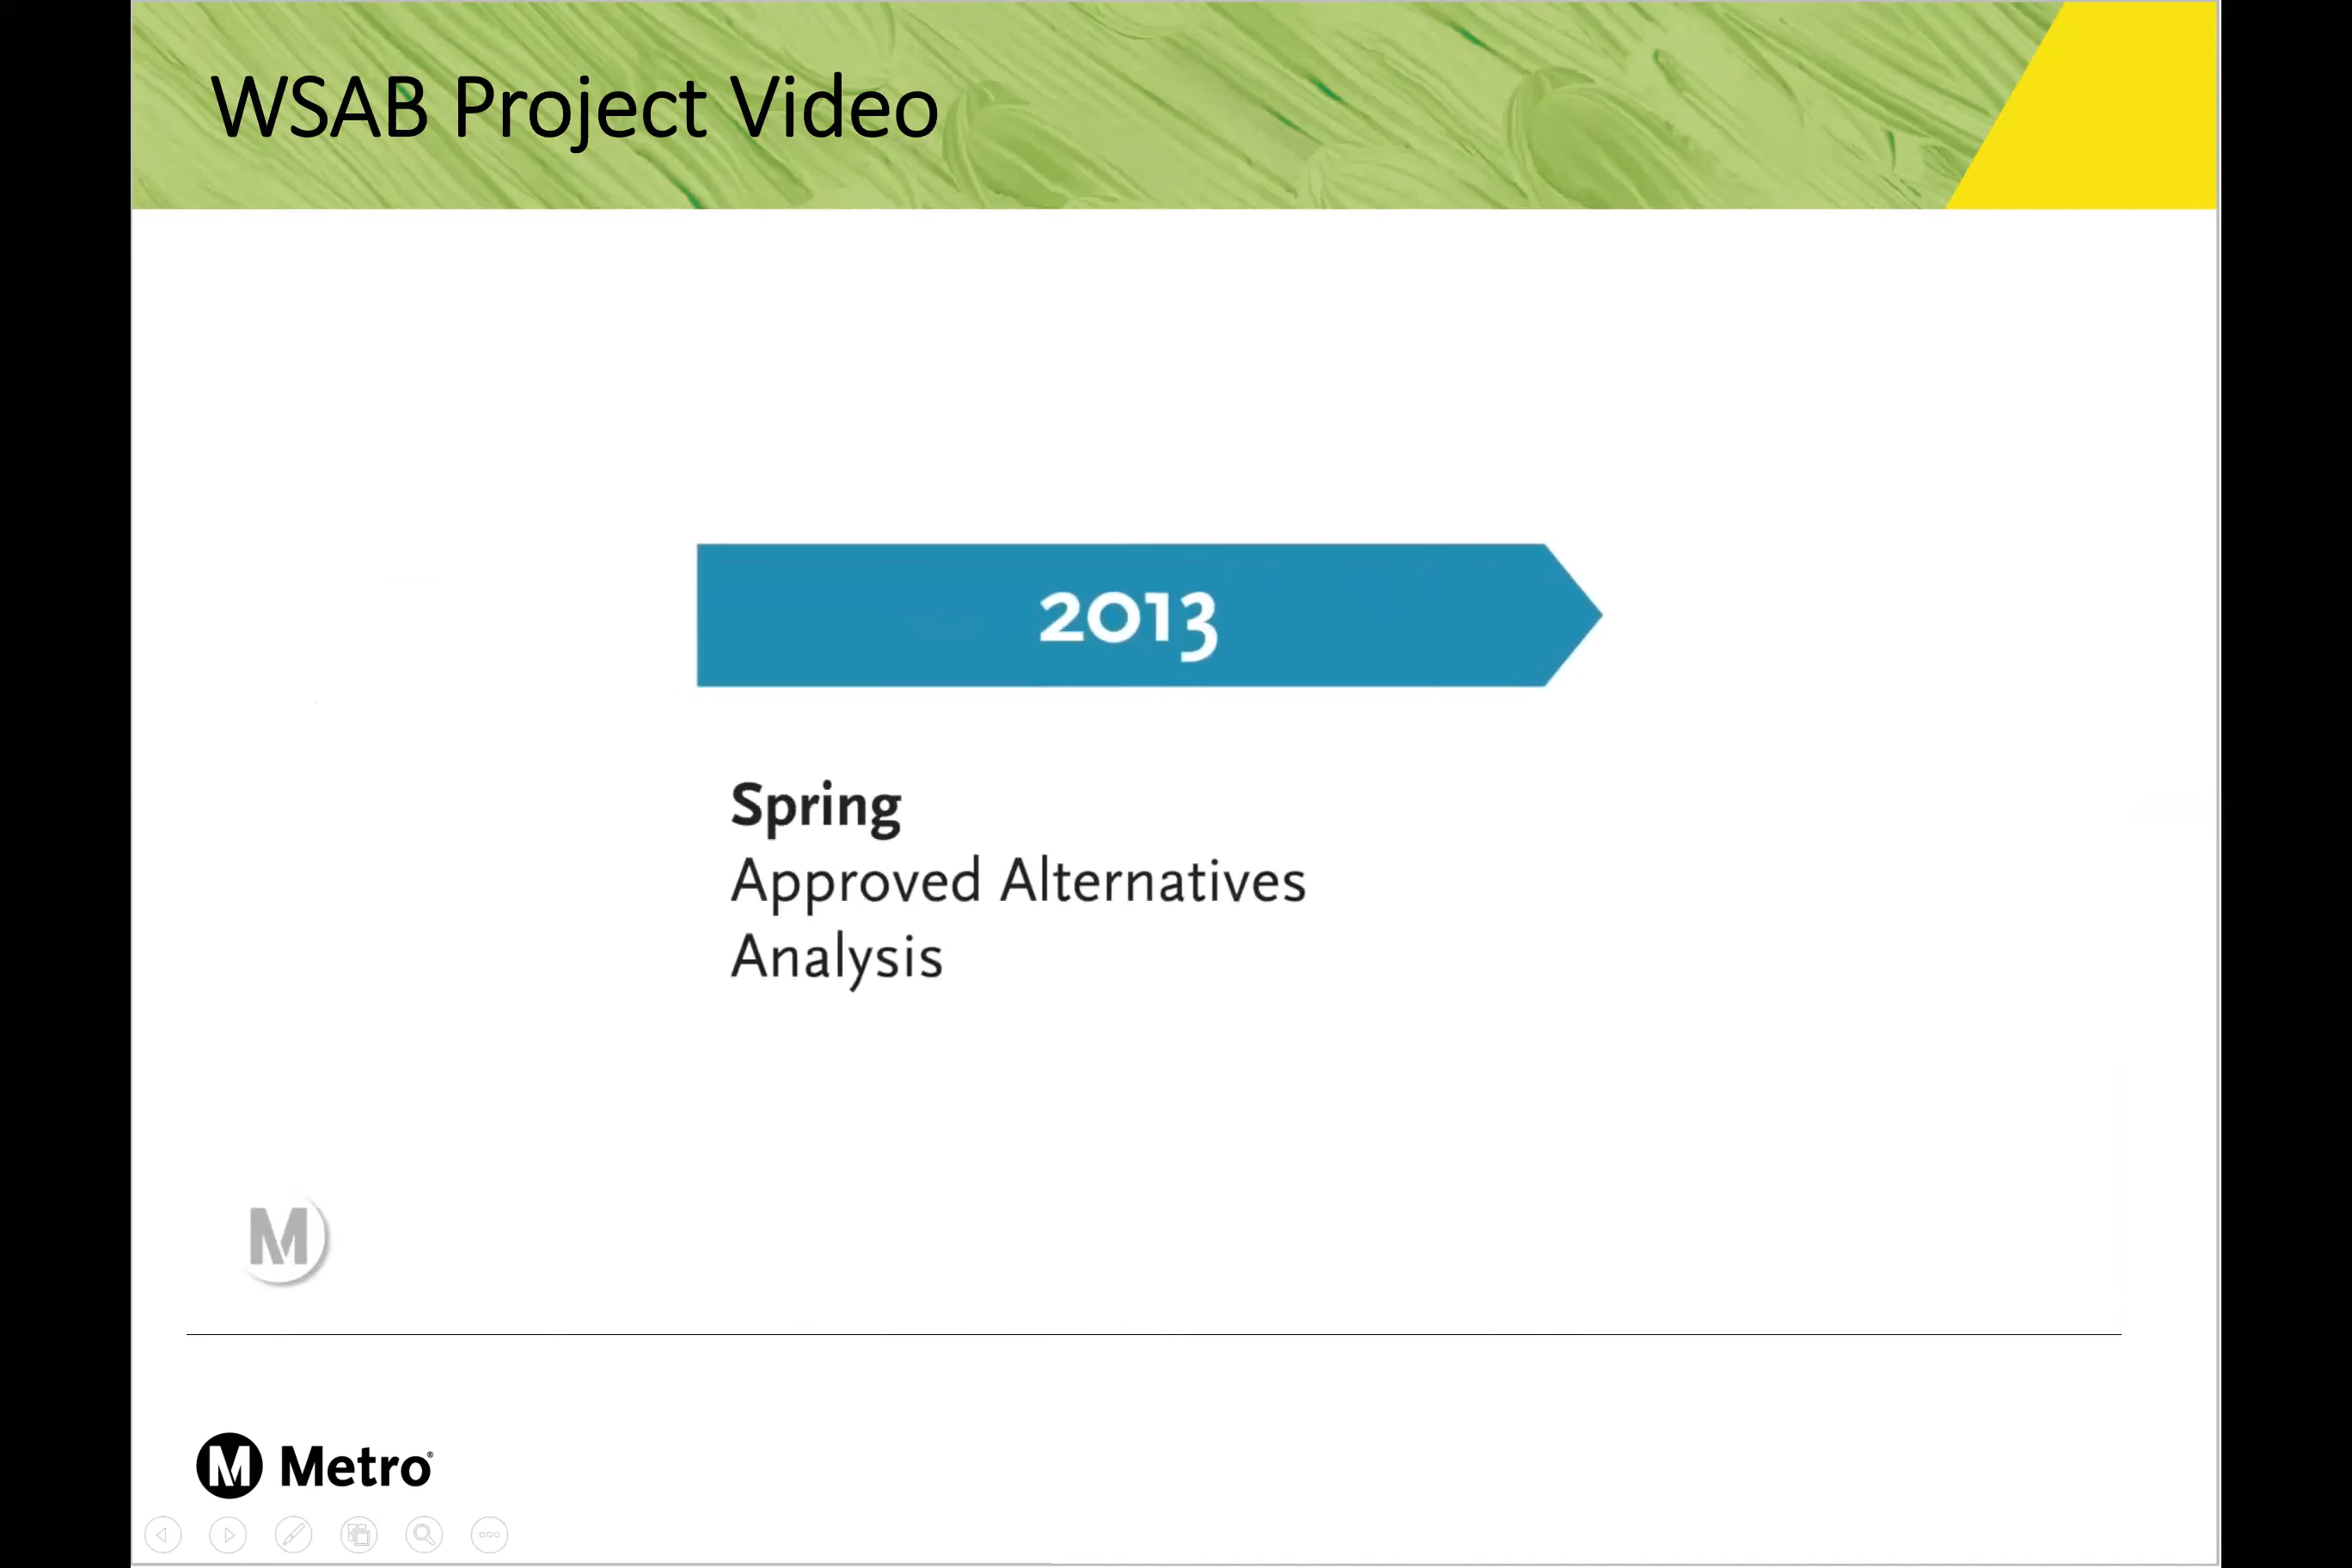 WSAB Project Video
2013
Spring
Approved Alternatives
Analysis
M
M Metro®